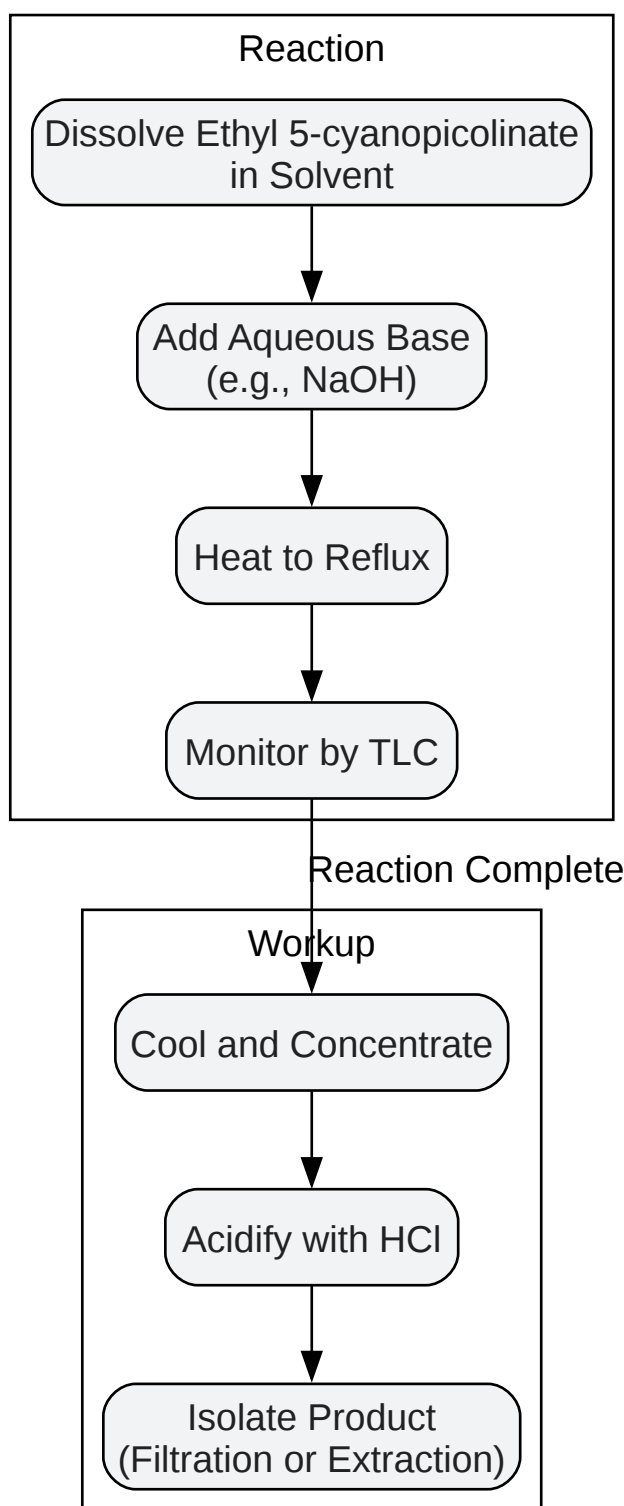 Reaction
Dissolve Ethyl 5-cyanopicolinate
in Solvent
Add Aqueous Base
(e.g., NaOH)
Heat to Reflux
Monitor by TLC
Reaction Complete
Workup
Cool and Concentrate
Acidify with HCl
Isolate Product
(Filtration or Extraction)